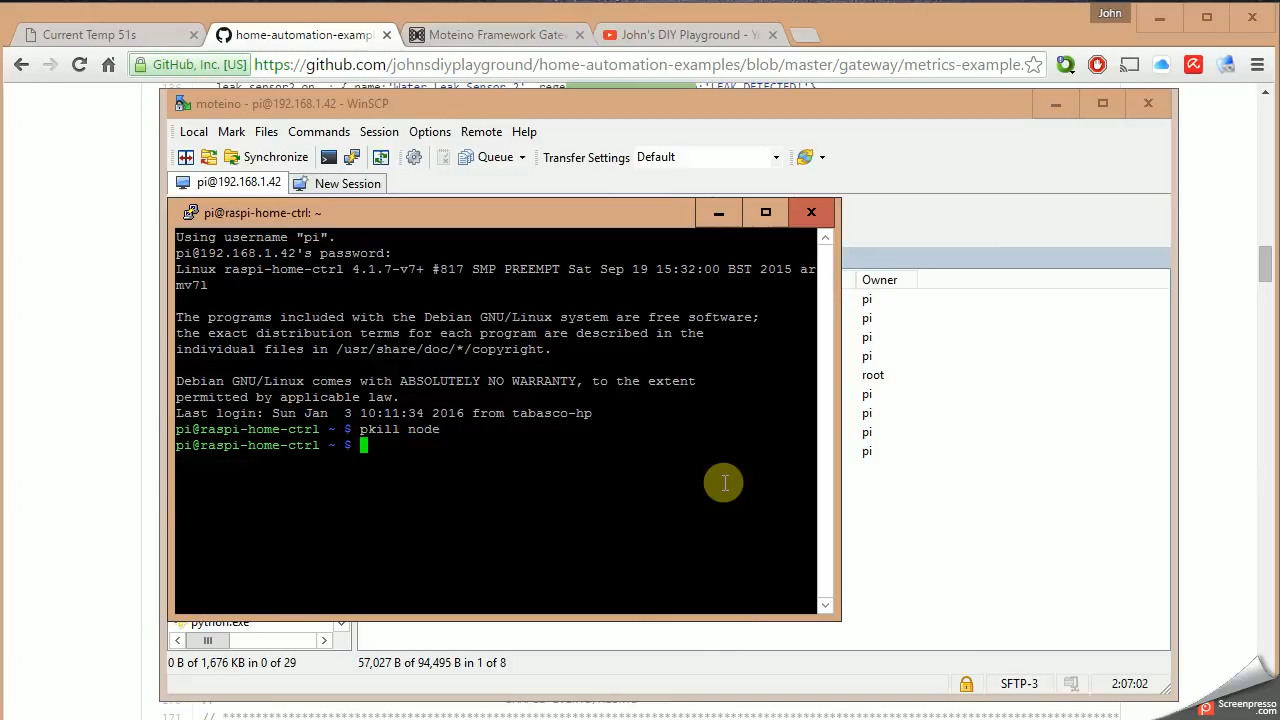 John
Current Temp 51s
home-automation-exampl
Moteino Framework Gate
John's DIY Playground - Y
GitHub, Inc. [US]
https://github.com/johnsdiyplayground/home-automation-examples/blob/master/gateway/metrics-example.
moteino - pi@192.168.1.42 - WinSCP
Local Mark Files Commands Session Options Remote Help
Synchronize
Queue
Transfer Settings Default
pi@192.168.1.42
New Session
pi@raspi-home-ctrl: ~
Using username "pi".
pi@192.168.1.42's password:
Linux raspi-home-ctrl 4.1.7-v7+ #817 SMP PREEMPT Sat Sep 19 15:32:00 BST 2015 ar
mv7l
The programs included with the Debian GNU/Linux system are free software;
the exact distribution terms for each program are described in the
individual files in /usr/share/doc/*/copyright.
Debian GNU/Linux comes with ABSOLUTELY NO WARRANTY, to the extent
permitted by applicable law.
Last login: Sun Jan  3 10:11:34 2016 from tabasco-hp
pi@raspi-home-ctrl ~ $ pkill node
pi@raspi-home-ctrl ~ $
Owner
pi
pi
pi
pi
root
pi
pi
pi
pi
python.exe
0 B of 1,676 KB in 0 of 29
57,027 B of 94,495 B in 1 of 8
SFTP-3
2:07:02
171
Screenpresso
.com